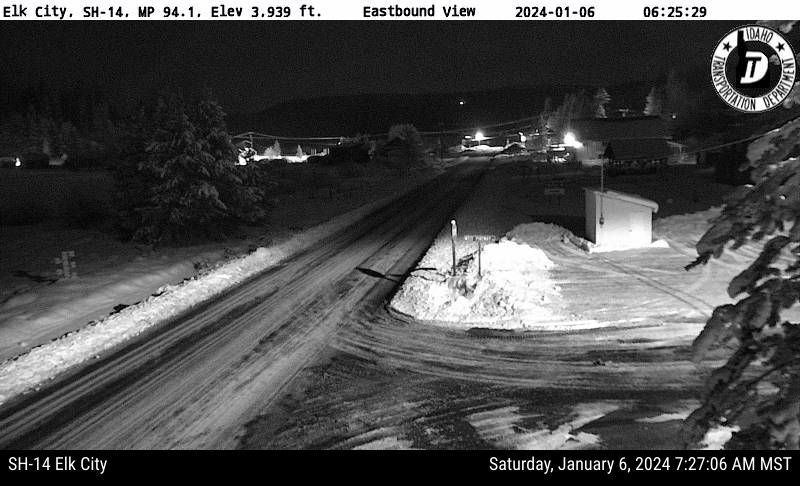 Elk City, SH-14, MP 94.1, Elev 3,939 ft. Eastbound View 2024-01-06 06:25:29
IDAHO
TRANSPORTATION DEPARTMENT
SH-14 Elk City Saturday, January 6, 2024 7:27:06 AM MST